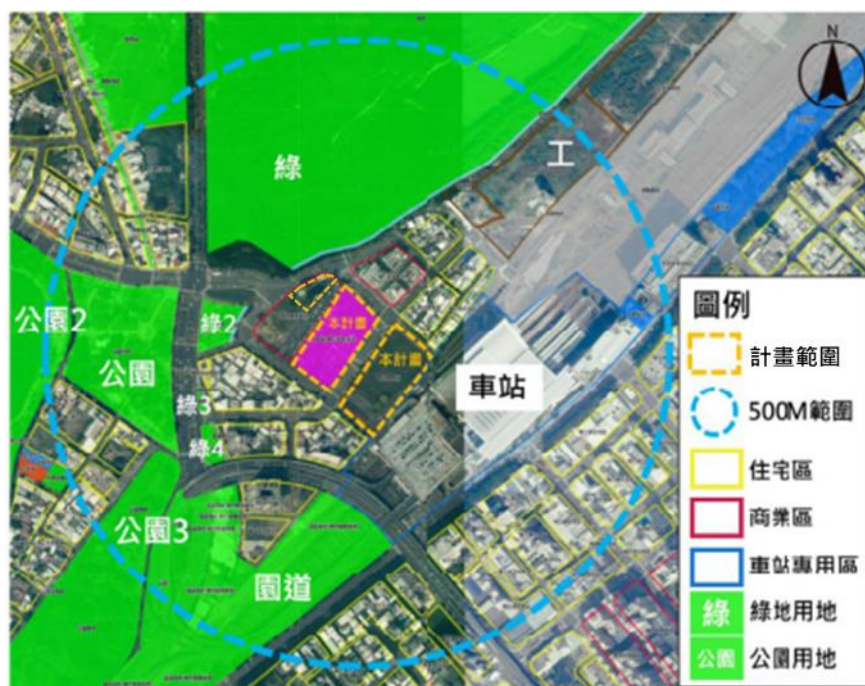 N
綠
工
公園2
綠2
本計畫
本計畫
公園
車站
綠3
綠4
公園3
園道
圖例
計畫範圍
500M範圍
住宅區
商業區
車站專用區
綠 綠地用地
公園 公園用地